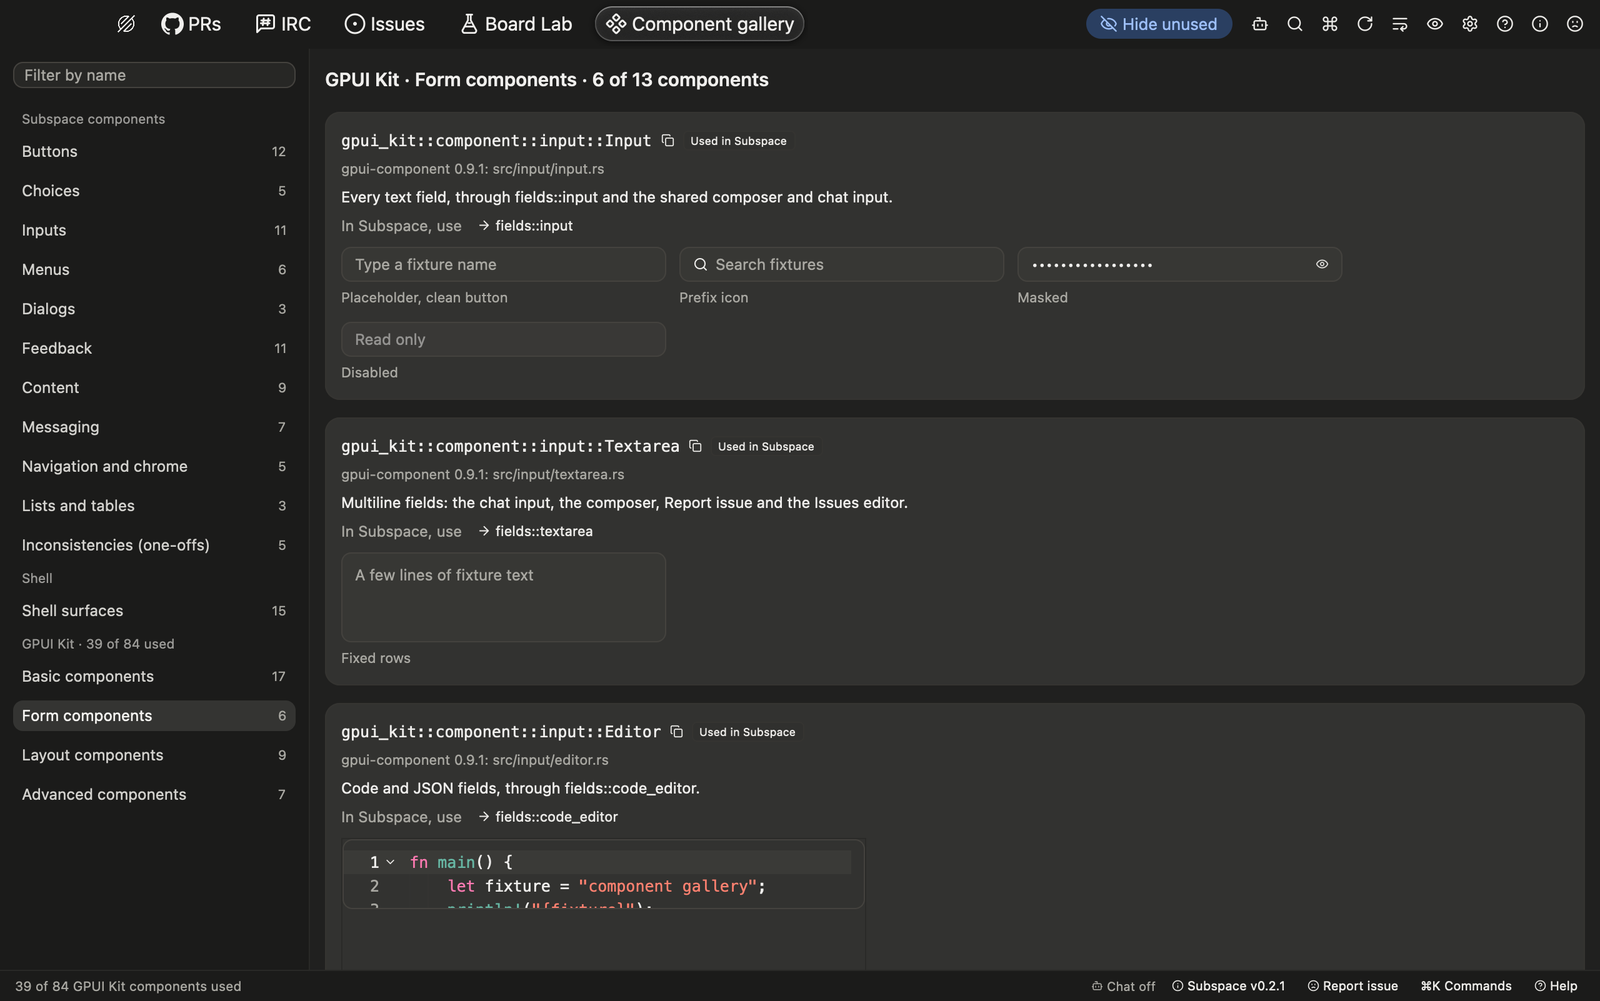 PRs
IRC
Issues
Board Lab
Component gallery
Hide unused
Filter by name
Subspace components
Buttons 12
Choices 5
Inputs 11
Menus 6
Dialogs 3
Feedback 11
Content 9
Messaging 7
Navigation and chrome 5
Lists and tables 3
Inconsistencies (one-offs) 5
Shell
Shell surfaces 15
GPUI Kit · 39 of 84 used
Basic components 17
Form components 6
Layout components 9
Advanced components 7
GPUI Kit · Form components · 6 of 13 components
gpui_kit::component::input::Input Used in Subspace
gpui-component 0.9.1: src/input/input.rs
Every text field, through fields::input and the shared composer and chat input.
In Subspace, use → fields::input
Type a fixture name
Search fixtures
Placeholder, clean button
Prefix icon
Masked
Read only
Disabled
gpui_kit::component::input::Textarea Used in Subspace
gpui-component 0.9.1: src/input/textarea.rs
Multiline fields: the chat input, the composer, Report issue and the Issues editor.
In Subspace, use → fields::textarea
A few lines of fixture text
Fixed rows
gpui_kit::component::input::Editor Used in Subspace
gpui-component 0.9.1: src/input/editor.rs
Code and JSON fields, through fields::code_editor.
In Subspace, use → fields::code_editor
1 fn main() {
2 let fixture = "component gallery";
3 println!("{fixture}");
39 of 84 GPUI Kit components used
Chat off
Subspace v0.2.1
Report issue
⌘K Commands
Help